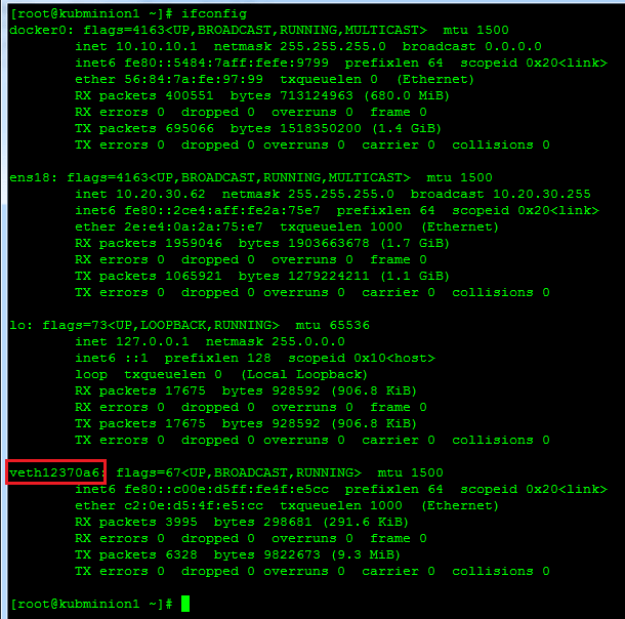 [root@kubminion1 ~]# ifconfig
docker0: flags=4163<UP,BROADCAST,RUNNING,MULTICAST>  mtu 1500
        inet 10.10.10.1  netmask 255.255.255.0  broadcast 0.0.0.0
        inet6 fe80::5484:7aff:fefe:9799  prefixlen 64  scopeid 0x20<link>
        ether 56:84:7a:fe:97:99  txqueuelen 0  (Ethernet)
        RX packets 400551  bytes 713124963 (680.0 MiB)
        RX errors 0  dropped 0  overruns 0  frame 0
        TX packets 695066  bytes 1518350200 (1.4 GiB)
        TX errors 0  dropped 0 overruns 0  carrier 0  collisions 0

ens18: flags=4163<UP,BROADCAST,RUNNING,MULTICAST>  mtu 1500
        inet 10.20.30.62  netmask 255.255.255.0  broadcast 10.20.30.255
        inet6 fe80::2ce4:aff:fe2a:75e7  prefixlen 64  scopeid 0x20<link>
        ether 2e:e4:0a:2a:75:e7  txqueuelen 1000  (Ethernet)
        RX packets 1959046  bytes 1903663678 (1.7 GiB)
        RX errors 0  dropped 0  overruns 0  frame 0
        TX packets 1065921  bytes 1279224211 (1.1 GiB)
        TX errors 0  dropped 0 overruns 0  carrier 0  collisions 0

lo: flags=73<UP,LOOPBACK,RUNNING>  mtu 65536
        inet 127.0.0.1  netmask 255.0.0.0
        inet6 ::1  prefixlen 128  scopeid 0x10<host>
        loop  txqueuelen 0  (Local Loopback)
        RX packets 17675  bytes 928592 (906.8 KiB)
        RX errors 0  dropped 0  overruns 0  frame 0
        TX packets 17675  bytes 928592 (906.8 KiB)
        TX errors 0  dropped 0 overruns 0  carrier 0  collisions 0

veth12370a6: flags=67<UP,BROADCAST,RUNNING>  mtu 1500
        inet6 fe80::c00e:d5ff:fe4f:e5cc  prefixlen 64  scopeid 0x20<link>
        ether c2:0e:d5:4f:e5:cc  txqueuelen 1000  (Ethernet)
        RX packets 3995  bytes 298681 (291.6 KiB)
        RX errors 0  dropped 0  overruns 0  frame 0
        TX packets 6328  bytes 9822673 (9.3 MiB)
        TX errors 0  dropped 0 overruns 0  carrier 0  collisions 0

[root@kubminion1 ~]#